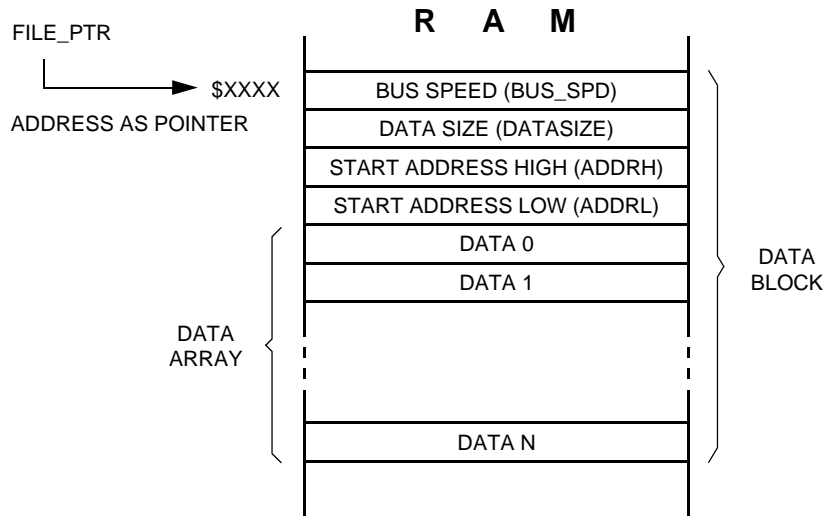 R A M
FILE_PTR
$XXXX
ADDRESS AS POINTER
BUS SPEED (BUS_SPD)
DATA SIZE (DATASIZE)
START ADDRESS HIGH (ADDRH)
START ADDRESS LOW (ADDRL)
DATA 0
DATA 1
DATA N
DATA
ARRAY
DATA
BLOCK